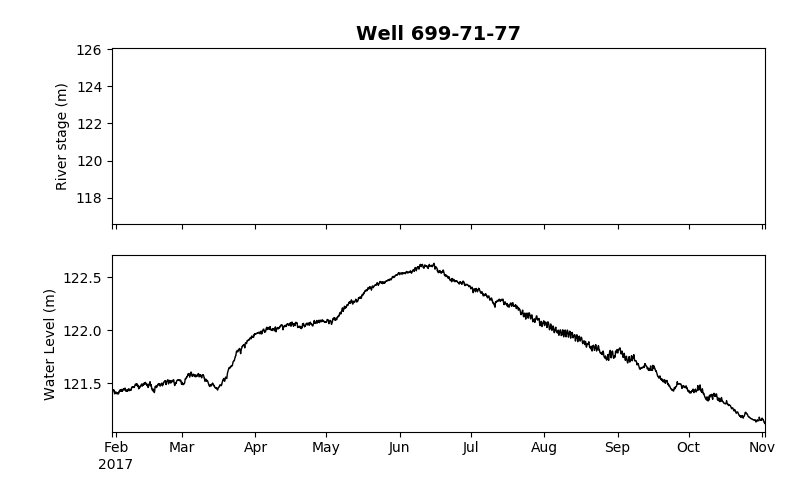 Well 699-71-77
River stage (m)
126
124
122
120
118
Water Level (m)
122.5
122.0
121.5
Feb Mar Apr May Jun Jul Aug Sep Oct Nov
2017